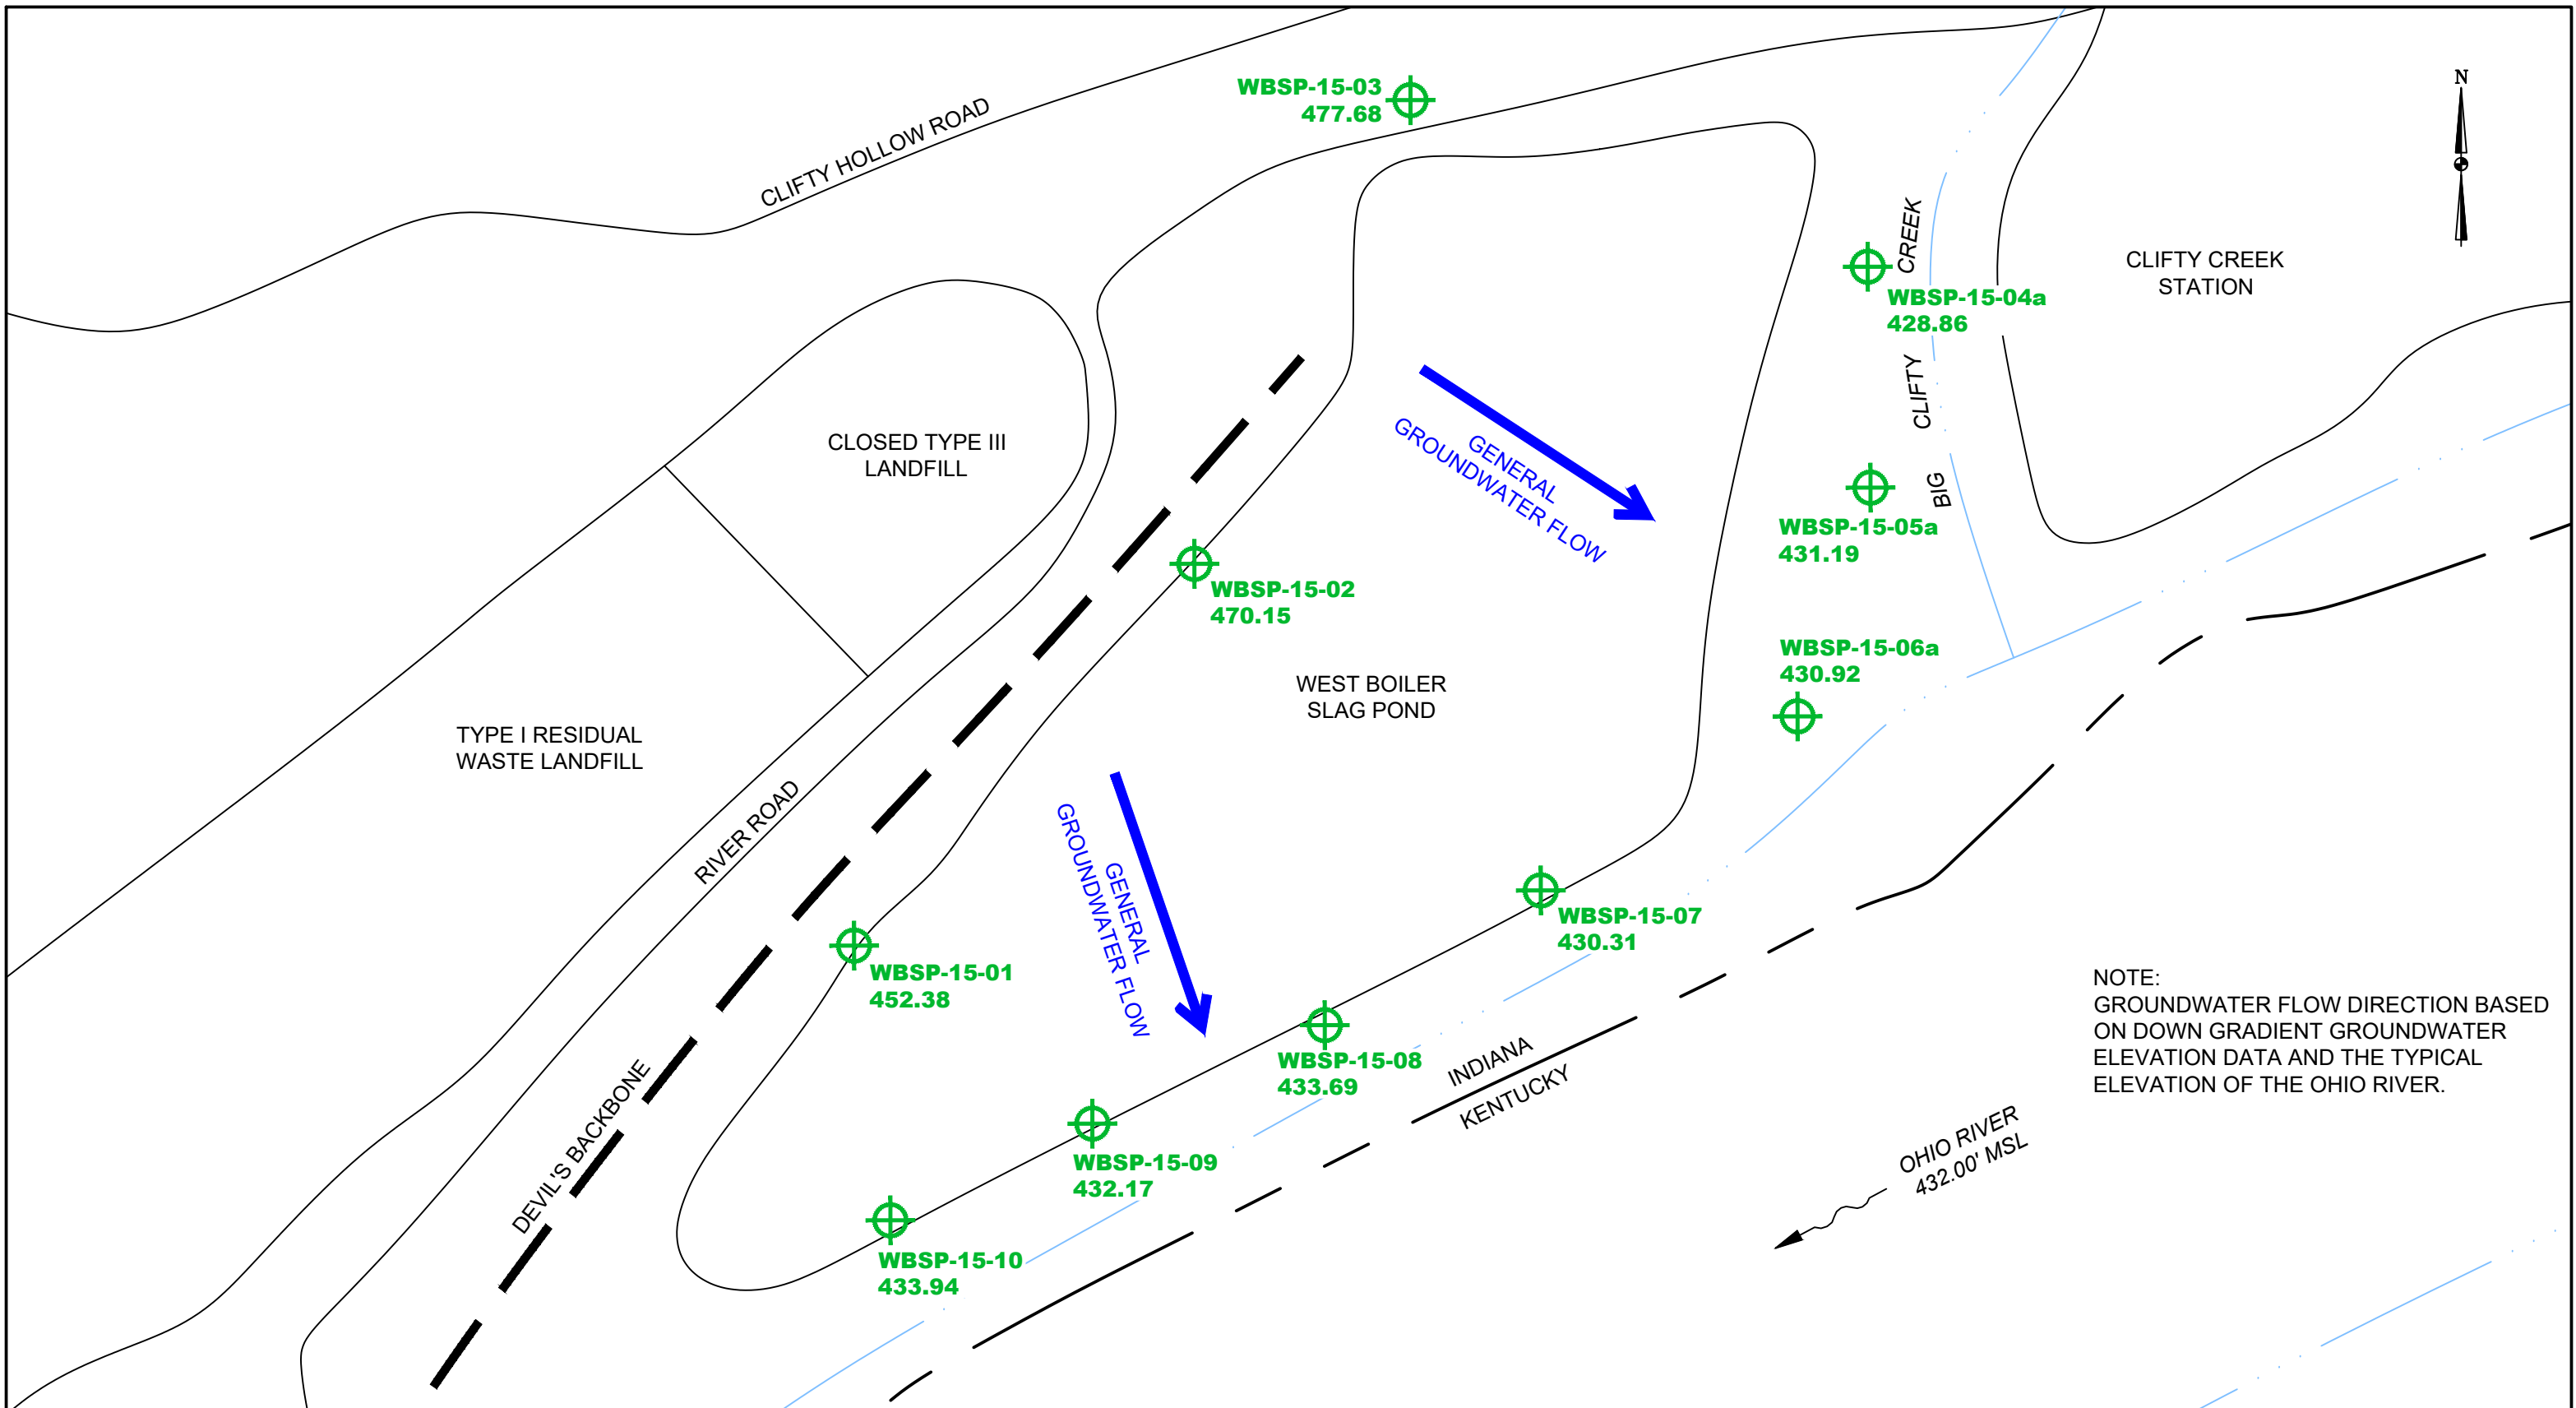 N
WBSP-15-03
477.68
CLIFTY HOLLOW ROAD
CREEK
CLIFTY CREEK
STATION
WBSP-15-04a
428.86
CLIFTY
CLOSED TYPE III
LANDFILL
GENERAL
GROUNDWATER FLOW
BIG
WBSP-15-05a
431.19
WBSP-15-02
470.15
WBSP-15-06a
430.92
WEST BOILER
SLAG POND
TYPE I RESIDUAL
WASTE LANDFILL
RIVER ROAD
GENERAL
GROUNDWATER FLOW
WBSP-15-07
430.31
WBSP-15-01
452.38
NOTE:
GROUNDWATER FLOW DIRECTION BASED
ON DOWN GRADIENT GROUNDWATER
ELEVATION DATA AND THE TYPICAL
ELEVATION OF THE OHIO RIVER.
WBSP-15-08
433.69
INDIANA
KENTUCKY
DEVIL'S BACKBONE
WBSP-15-09
432.17
OHIO RIVER
432.00' MSL
WBSP-15-10
433.94